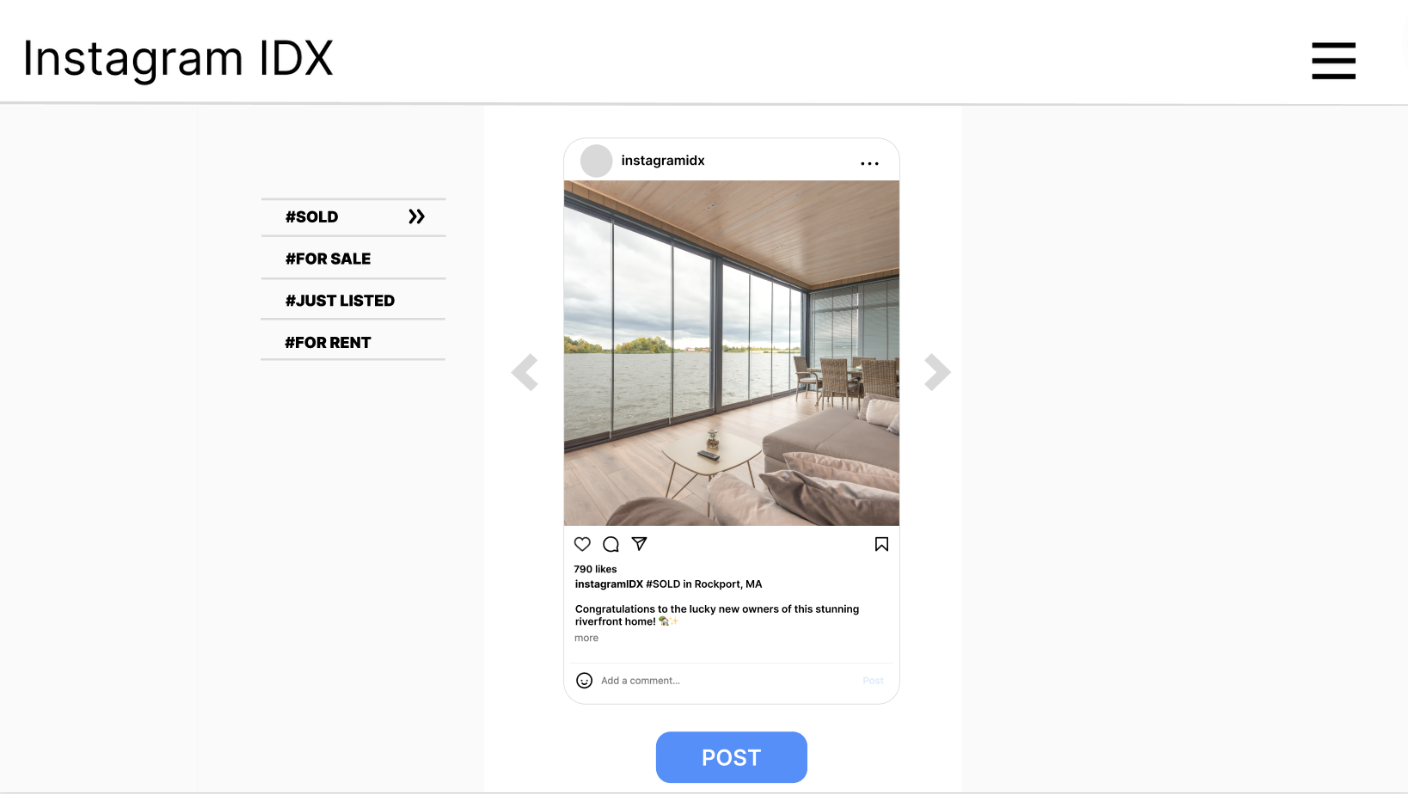 Instagram IDX
#SOLD
#FOR SALE
#JUST LISTED
#FOR RENT
instagramidx
790 likes
instagramIDX #SOLD in Rockport, MA
Congratulations to the lucky new owners of this stunning
riverfront home! 🏡✨
more
Add a comment...
Post
POST